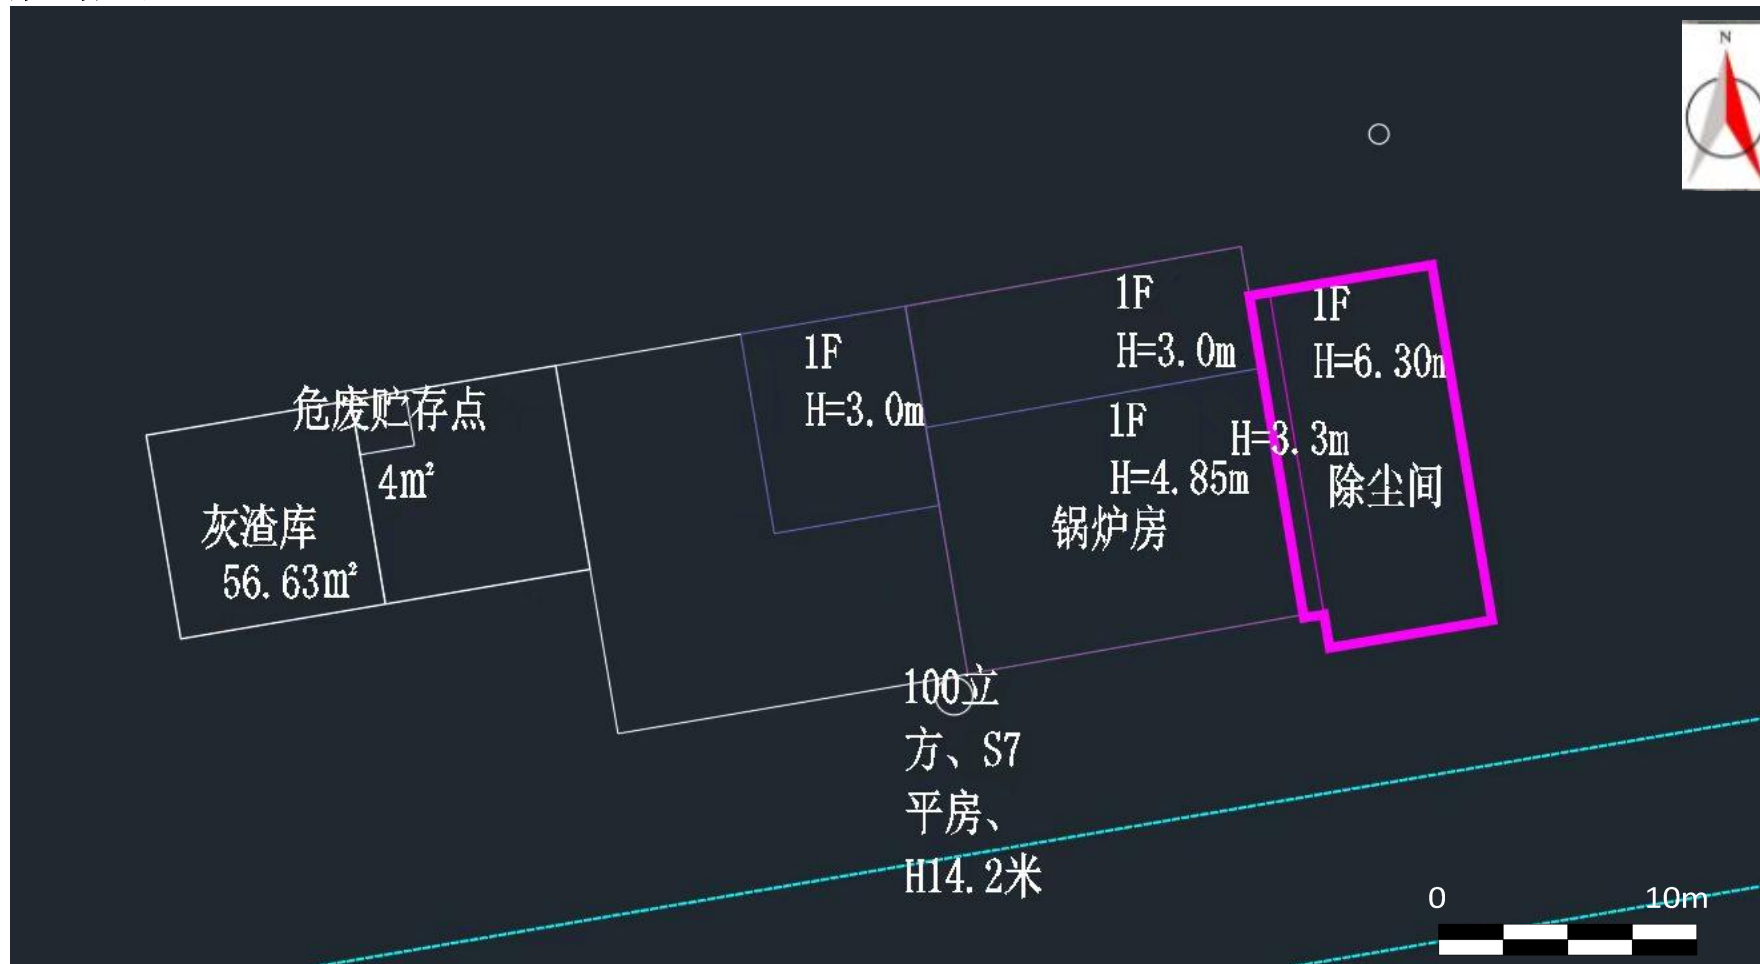 N
1F
H=3.0m
1F
H=6.30m
1F
H=3.0m
危废贮存点
4m²
1F
H=4.85m
H=3.3m
锅炉房
除尘间
灰渣库
56.63m²
100立
方、S7
平房、
H14.2米
0 10m